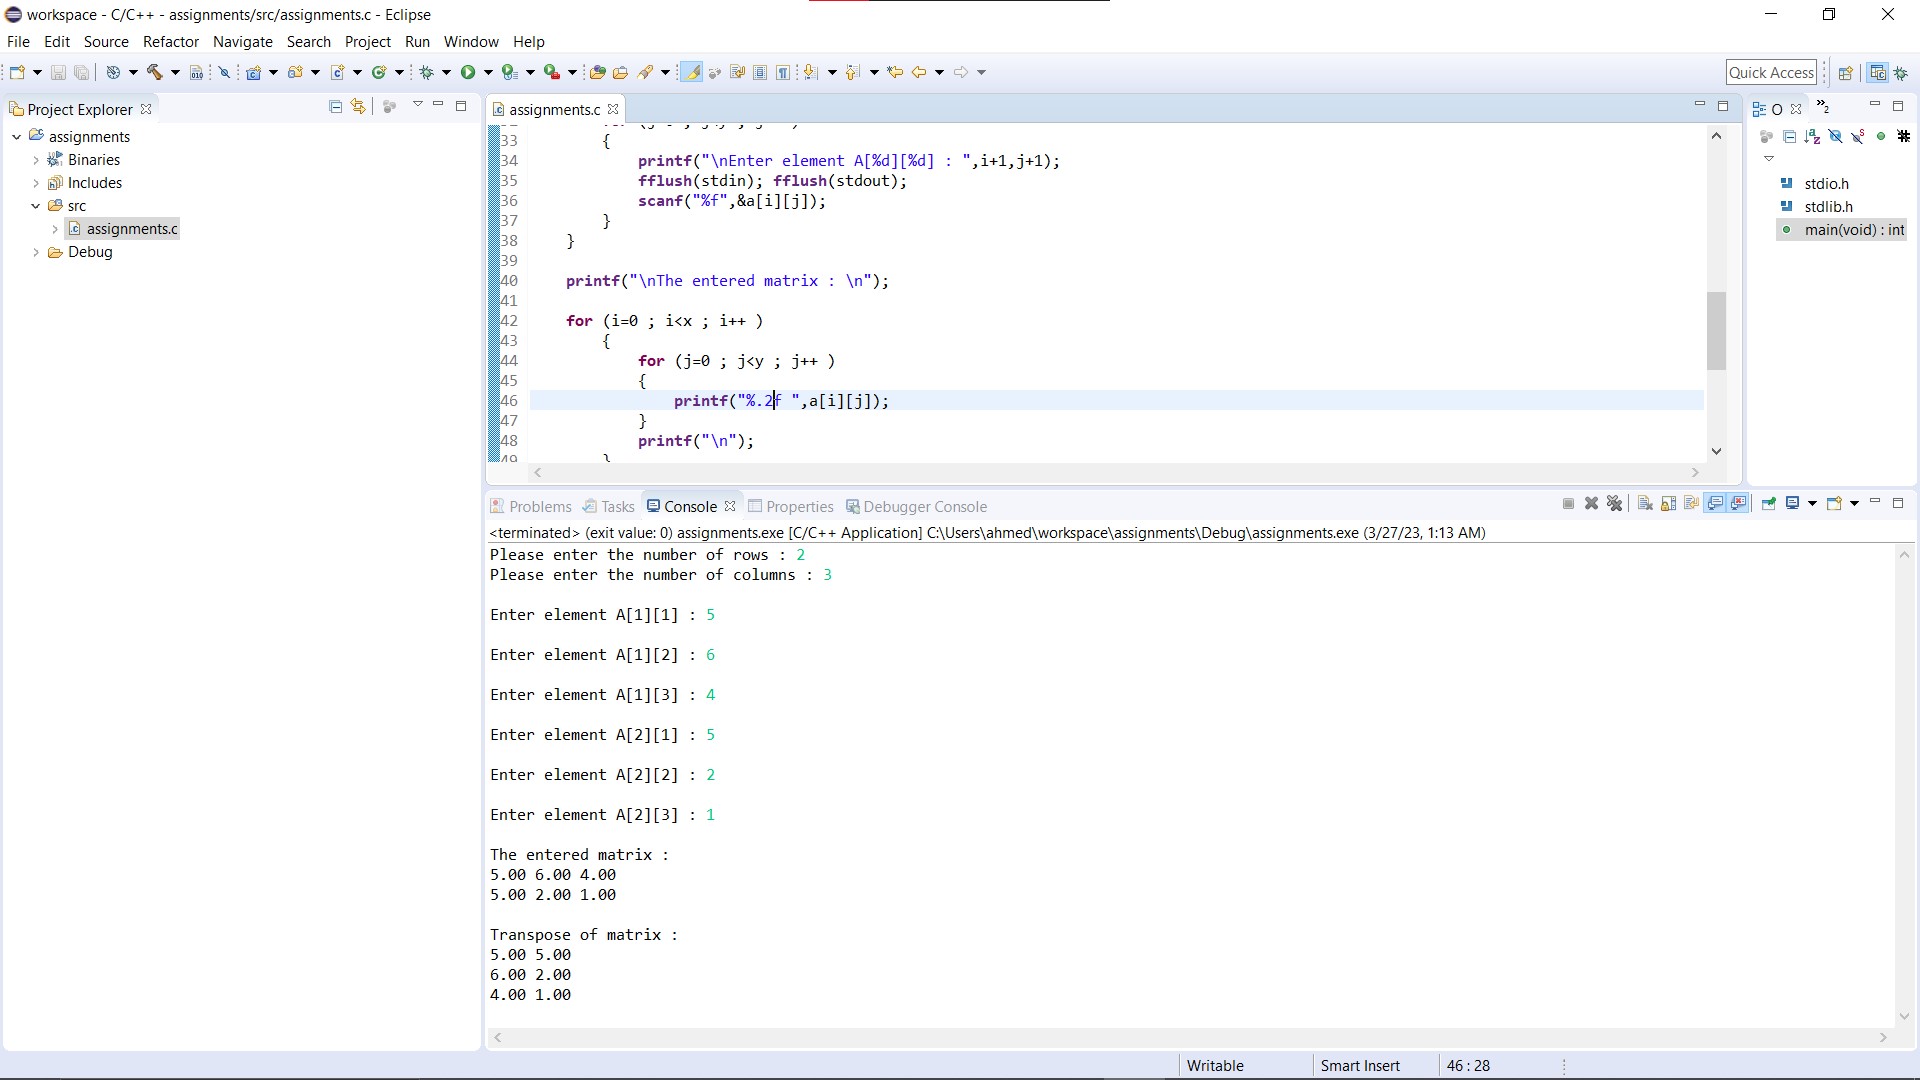 workspace - C/C++ - assignments/src/assignments.c - Eclipse
File Edit Source Refactor Navigate Search Project Run Window Help
Quick Access
Project Explorer
assignments
Binaries
Includes
src
assignments.c
Debug
assignments.c
33 {
34 printf("\nEnter element A[%d][%d] : ",i+1,j+1);
35 fflush(stdin); fflush(stdout);
36 scanf("%f",&a[i][j]);
37 }
38 }
39
40 printf("\nThe entered matrix : \n");
41
42 for (i=0 ; i<x ; i++ )
43 {
44 for (j=0 ; j<y ; j++ )
45 {
46 printf("%.2f ",a[i][j]);
47 }
48 printf("\n");
49 }
O
»2
stdio.h
stdlib.h
main(void) : int
Problems Tasks Console Properties Debugger Console
<terminated> (exit value: 0) assignments.exe [C/C++ Application] C:\Users\ahmed\workspace\assignments\Debug\assignments.exe (3/27/23, 1:13 AM)
Please enter the number of rows : 2
Please enter the number of columns : 3
Enter element A[1][1] : 5
Enter element A[1][2] : 6
Enter element A[1][3] : 4
Enter element A[2][1] : 5
Enter element A[2][2] : 2
Enter element A[2][3] : 1
The entered matrix :
5.00 6.00 4.00
5.00 2.00 1.00
Transpose of matrix :
5.00 5.00
6.00 2.00
4.00 1.00
Writable Smart Insert 46 : 28